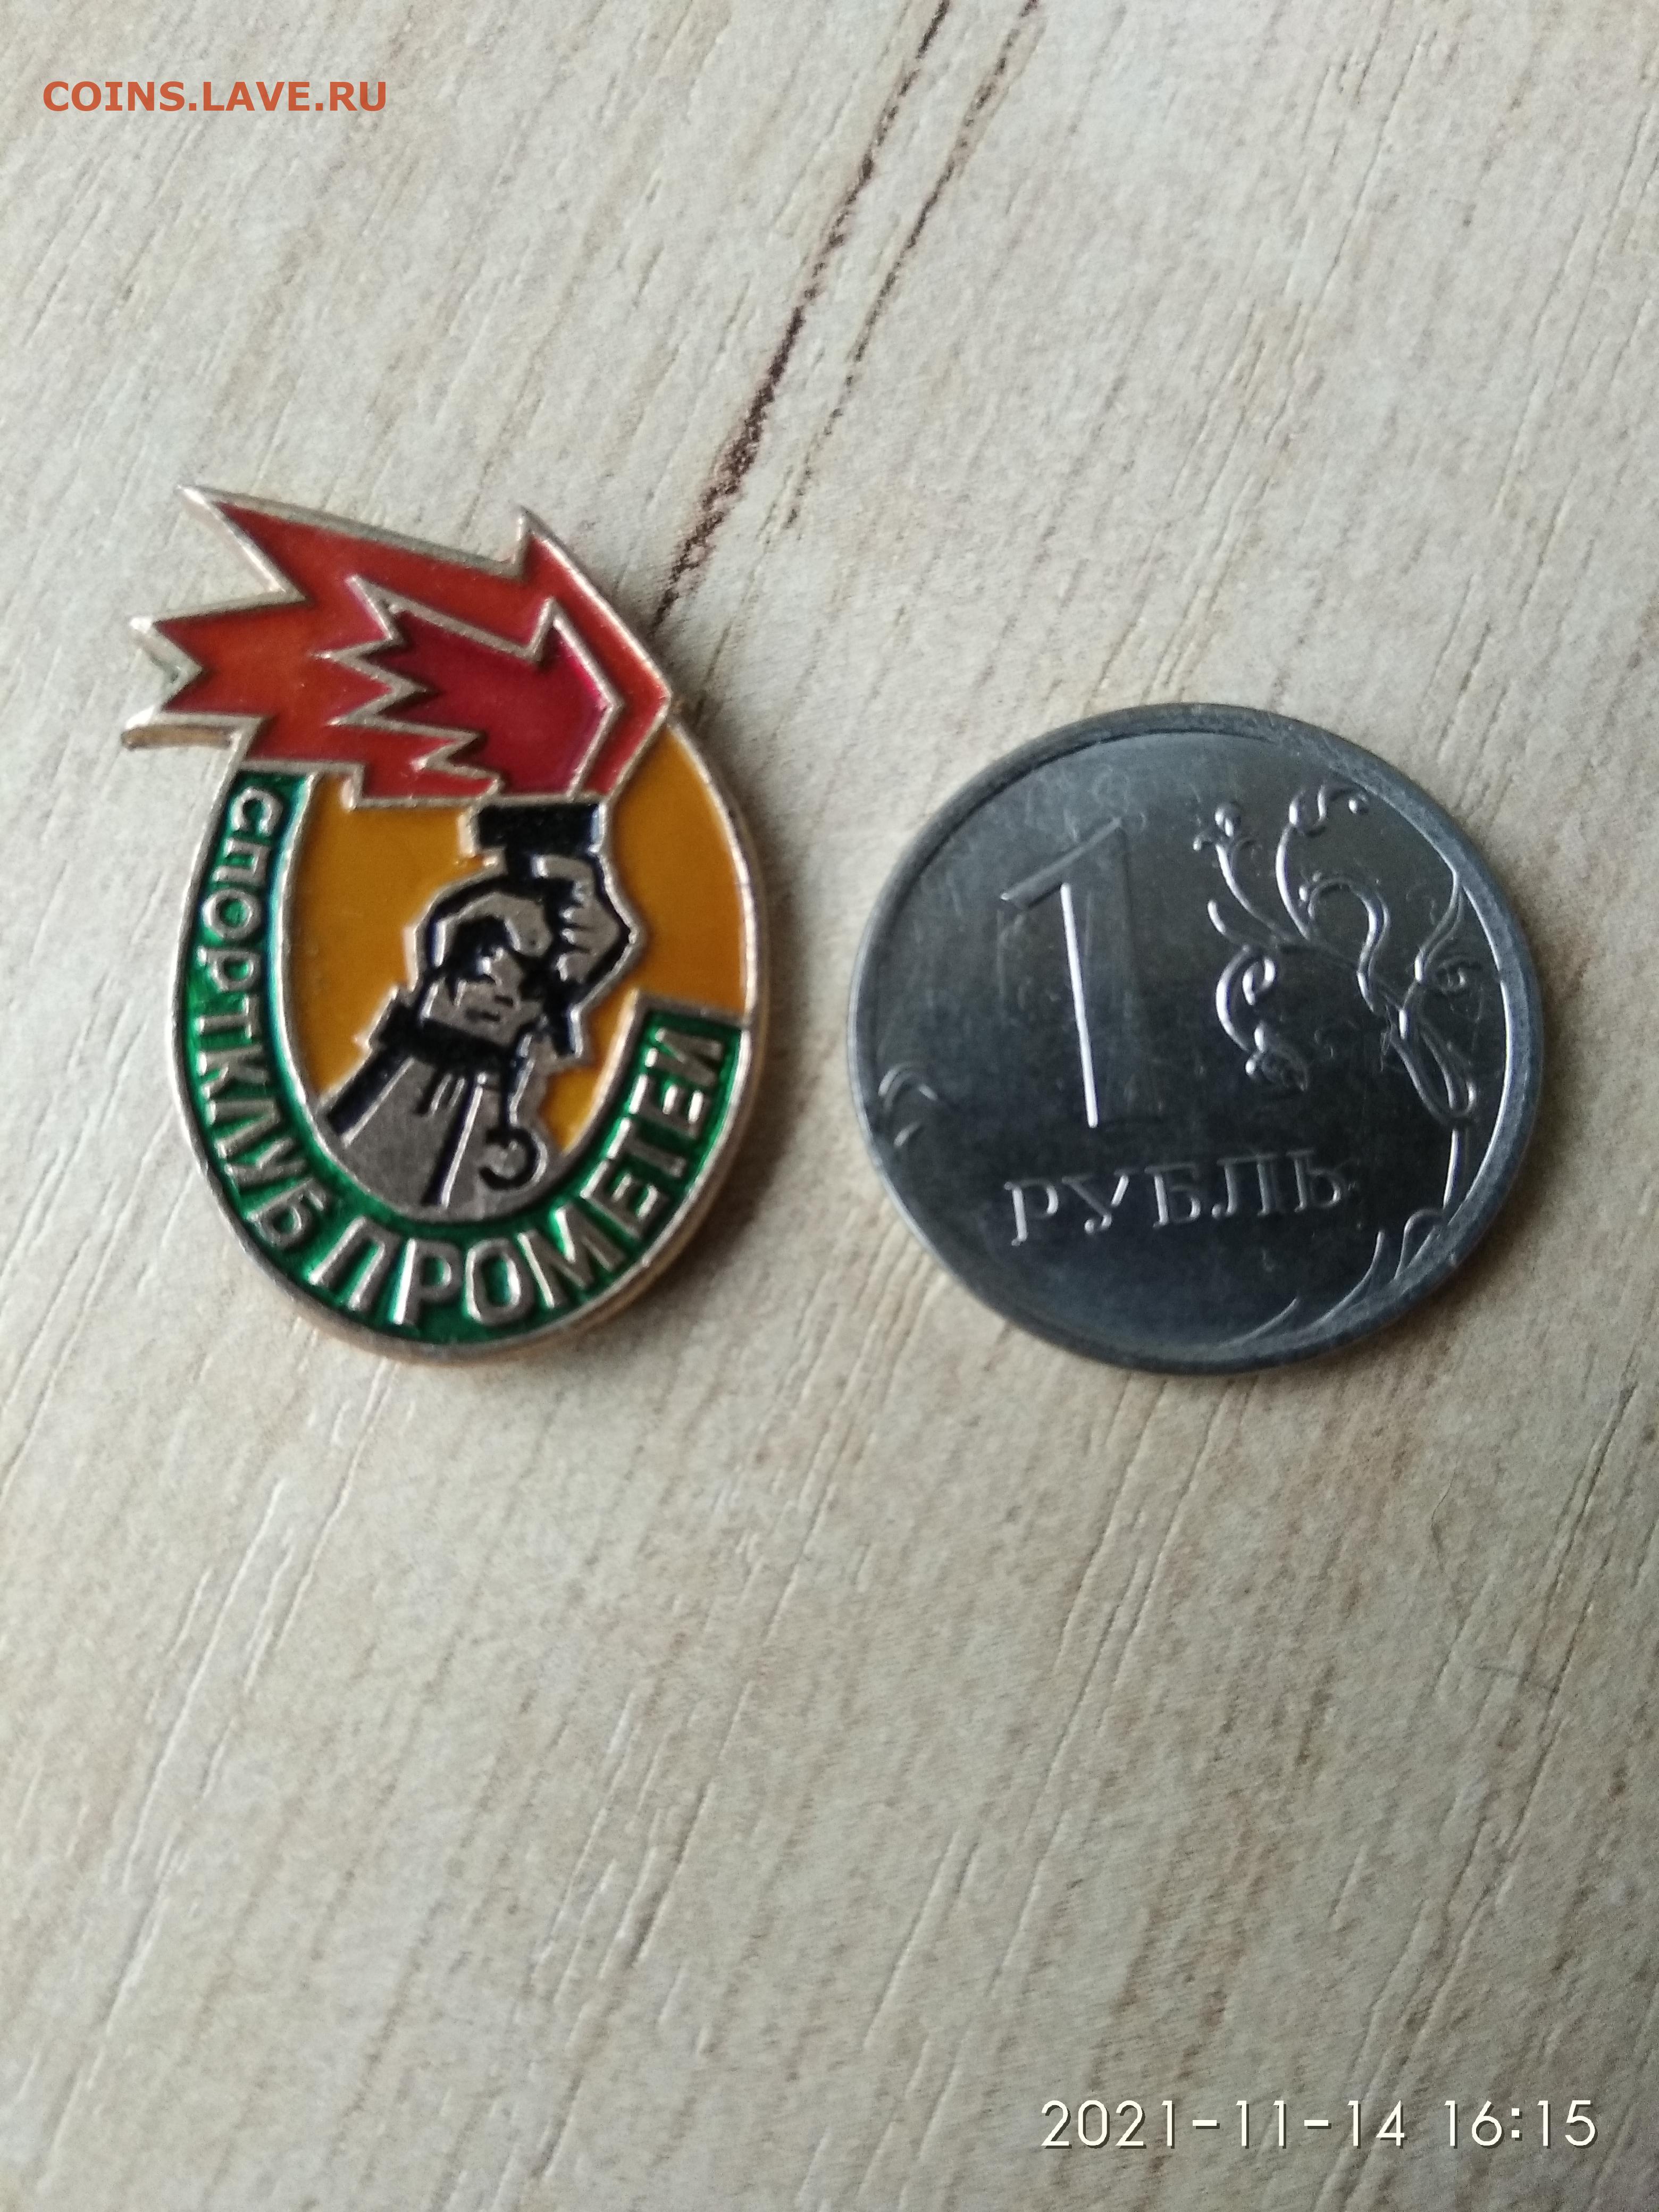 COINS.LAVE.RU
СПОРТКЛУБ ПРОМЕТЕЙ
1
РУБЛЬ
2021-11-14 16:15